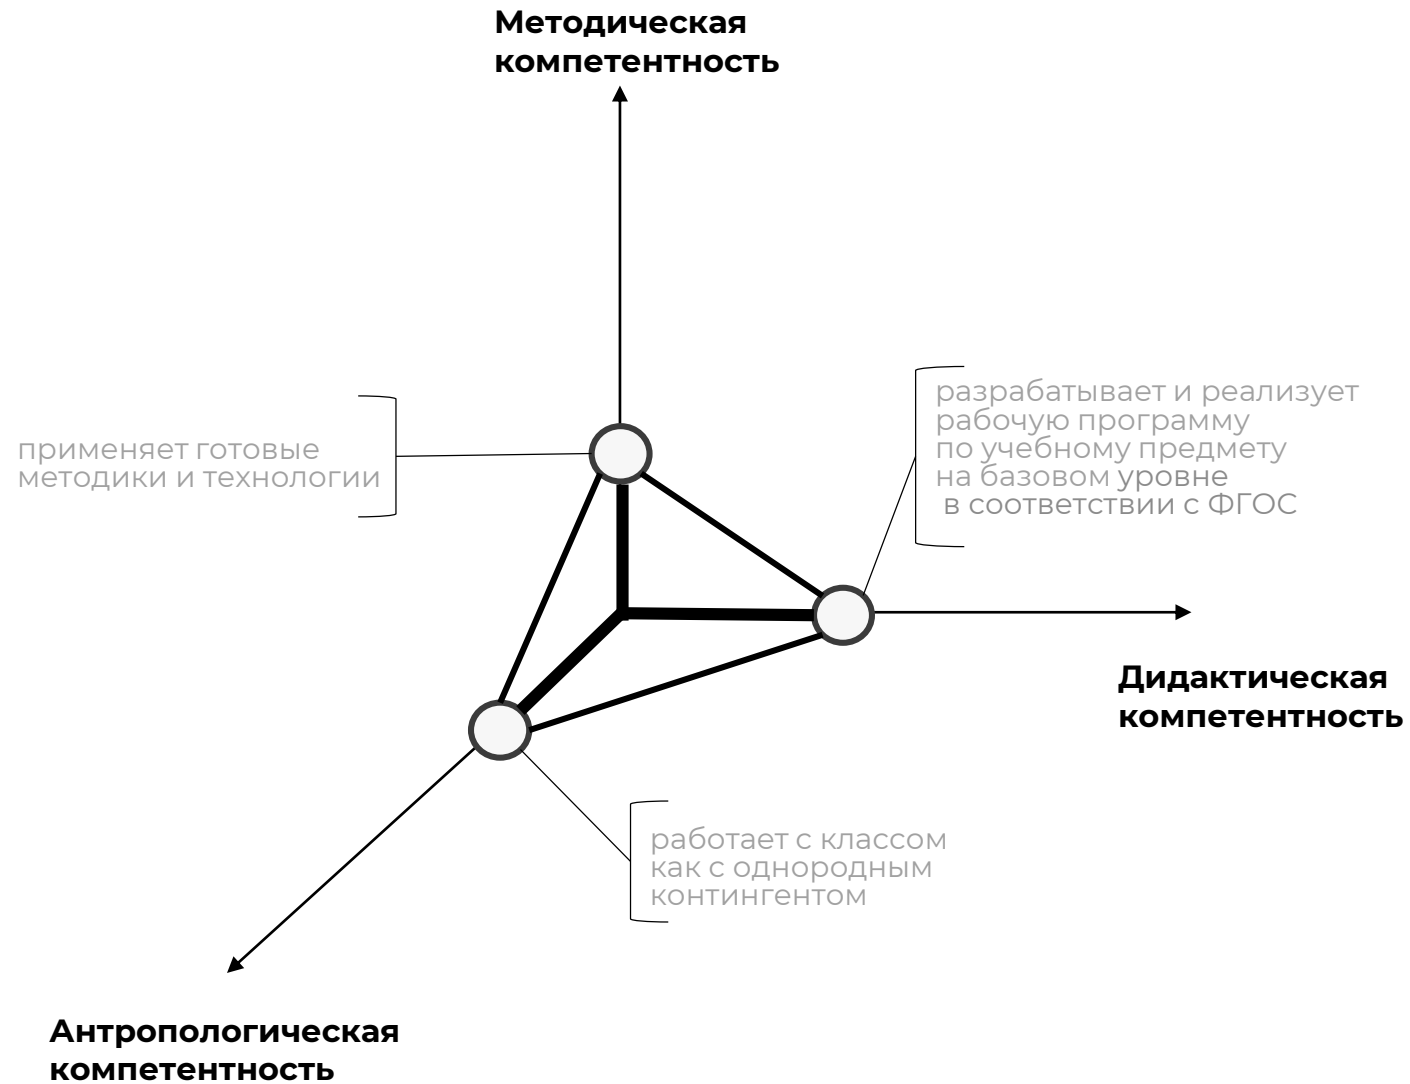 Методическая
компетентность
разрабатывает и реализует
рабочую программу
по учебному предмету
на базовом уровне
в соответствии с ФГОС
применяет готовые
методики и технологии
Дидактическая
компетентность
работает с классом
как с однородным
контингентом
Антропологическая
компетентность